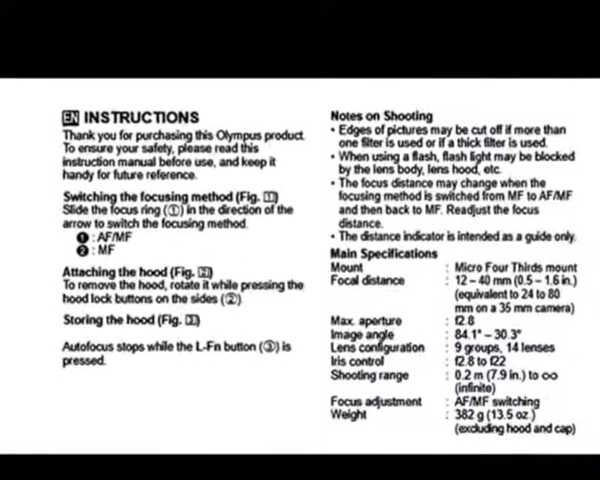 EN INSTRUCTIONS
Thank you for purchasing this Olympus product.
To ensure your safety, please read this
instruction manual before use, and keep it
handy for future reference.
Switching the focusing method (Fig. 1)
Slide the focus ring (①) in the direction of the
arrow to switch the focusing method.
❶ : AF/MF
❷ : MF
Attaching the hood (Fig. 2)
To remove the hood, rotate it while pressing the
hood lock buttons on the sides (②).
Storing the hood (Fig. 3)
Autofocus stops while the L-Fn button (③) is
pressed.
Notes on Shooting
• Edges of pictures may be cut off if more than
one filter is used or if a thick filter is used.
• When using a flash, flash light may be blocked
by the lens body, lens hood, etc.
• The focus distance may change when the
focusing method is switched from MF to AF/MF
and then back to MF. Readjust the focus
distance.
• The distance indicator is intended as a guide only.
Main Specifications
Mount : Micro Four Thirds mount
Focal distance : 12 – 40 mm (0.5 – 1.6 in.)
(equivalent to 24 to 80
mm on a 35 mm camera)
Max. aperture : f2.8
Image angle : 84.1° – 30.3°
Lens configuration : 9 groups, 14 lenses
Iris control : f2.8 to f22
Shooting range : 0.2 m (7.9 in.) to ∞
(infinite)
Focus adjustment : AF/MF switching
Weight : 382 g (13.5 oz.)
(excluding hood and cap)